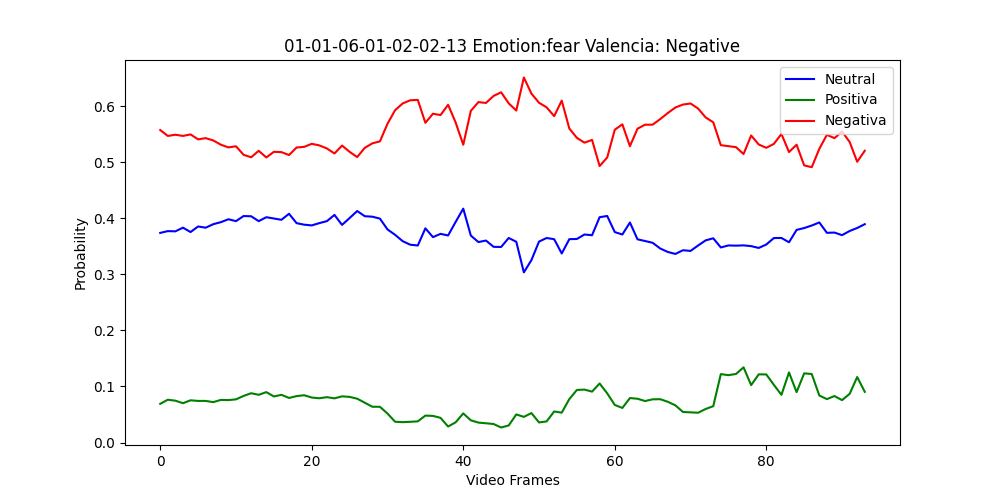 01-01-06-01-02-02-13 Emotion:fear Valencia: Negative
Neutral
Positiva
Negativa
Probability
0.6
0.5
0.4
0.3
0.2
0.1
0.0
0 20 40 60 80
Video Frames